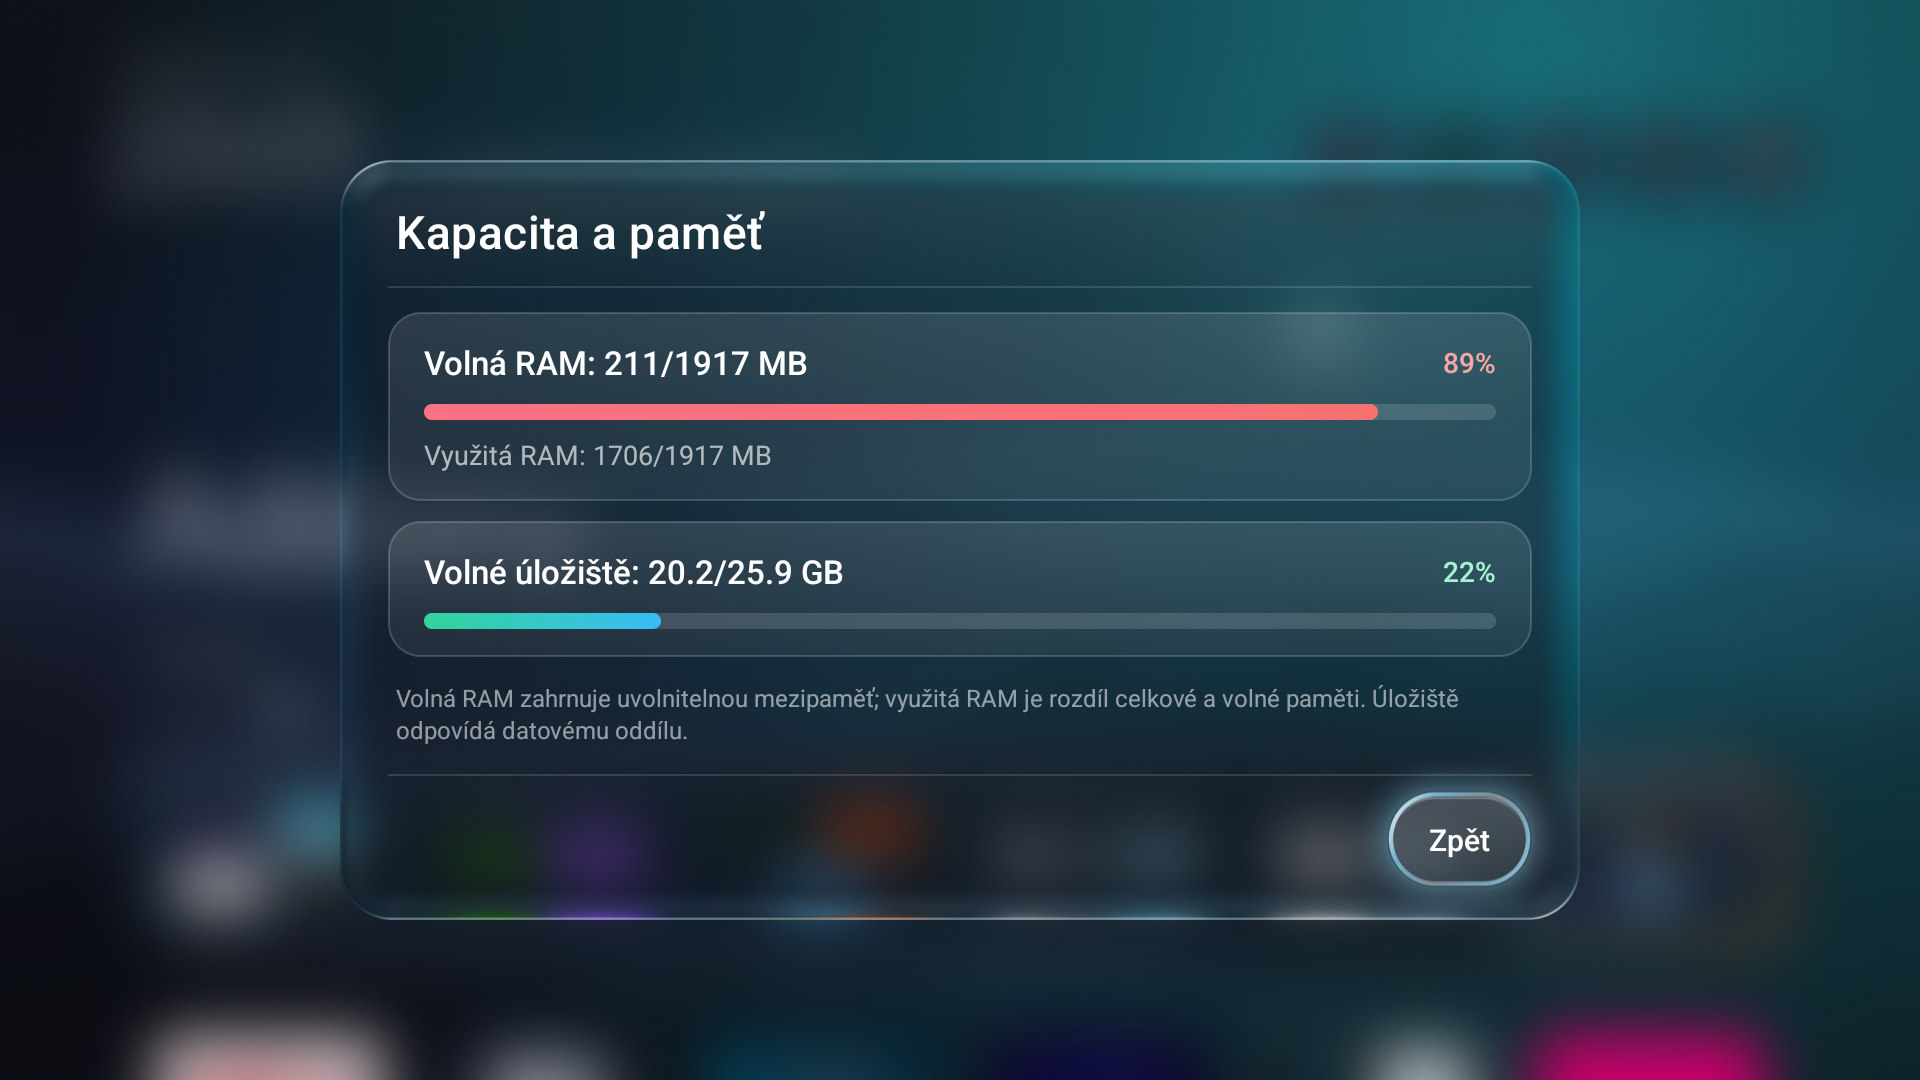 Kapacita a paměť
Volná RAM: 211/1917 MB
89%
Využitá RAM: 1706/1917 MB
Volné úložiště: 20.2/25.9 GB
22%
Volná RAM zahrnuje uvolnitelnou mezipaměť; využitá RAM je rozdíl celkové a volné paměti. Úložiště
odpovídá datovému oddílu.
Zpět